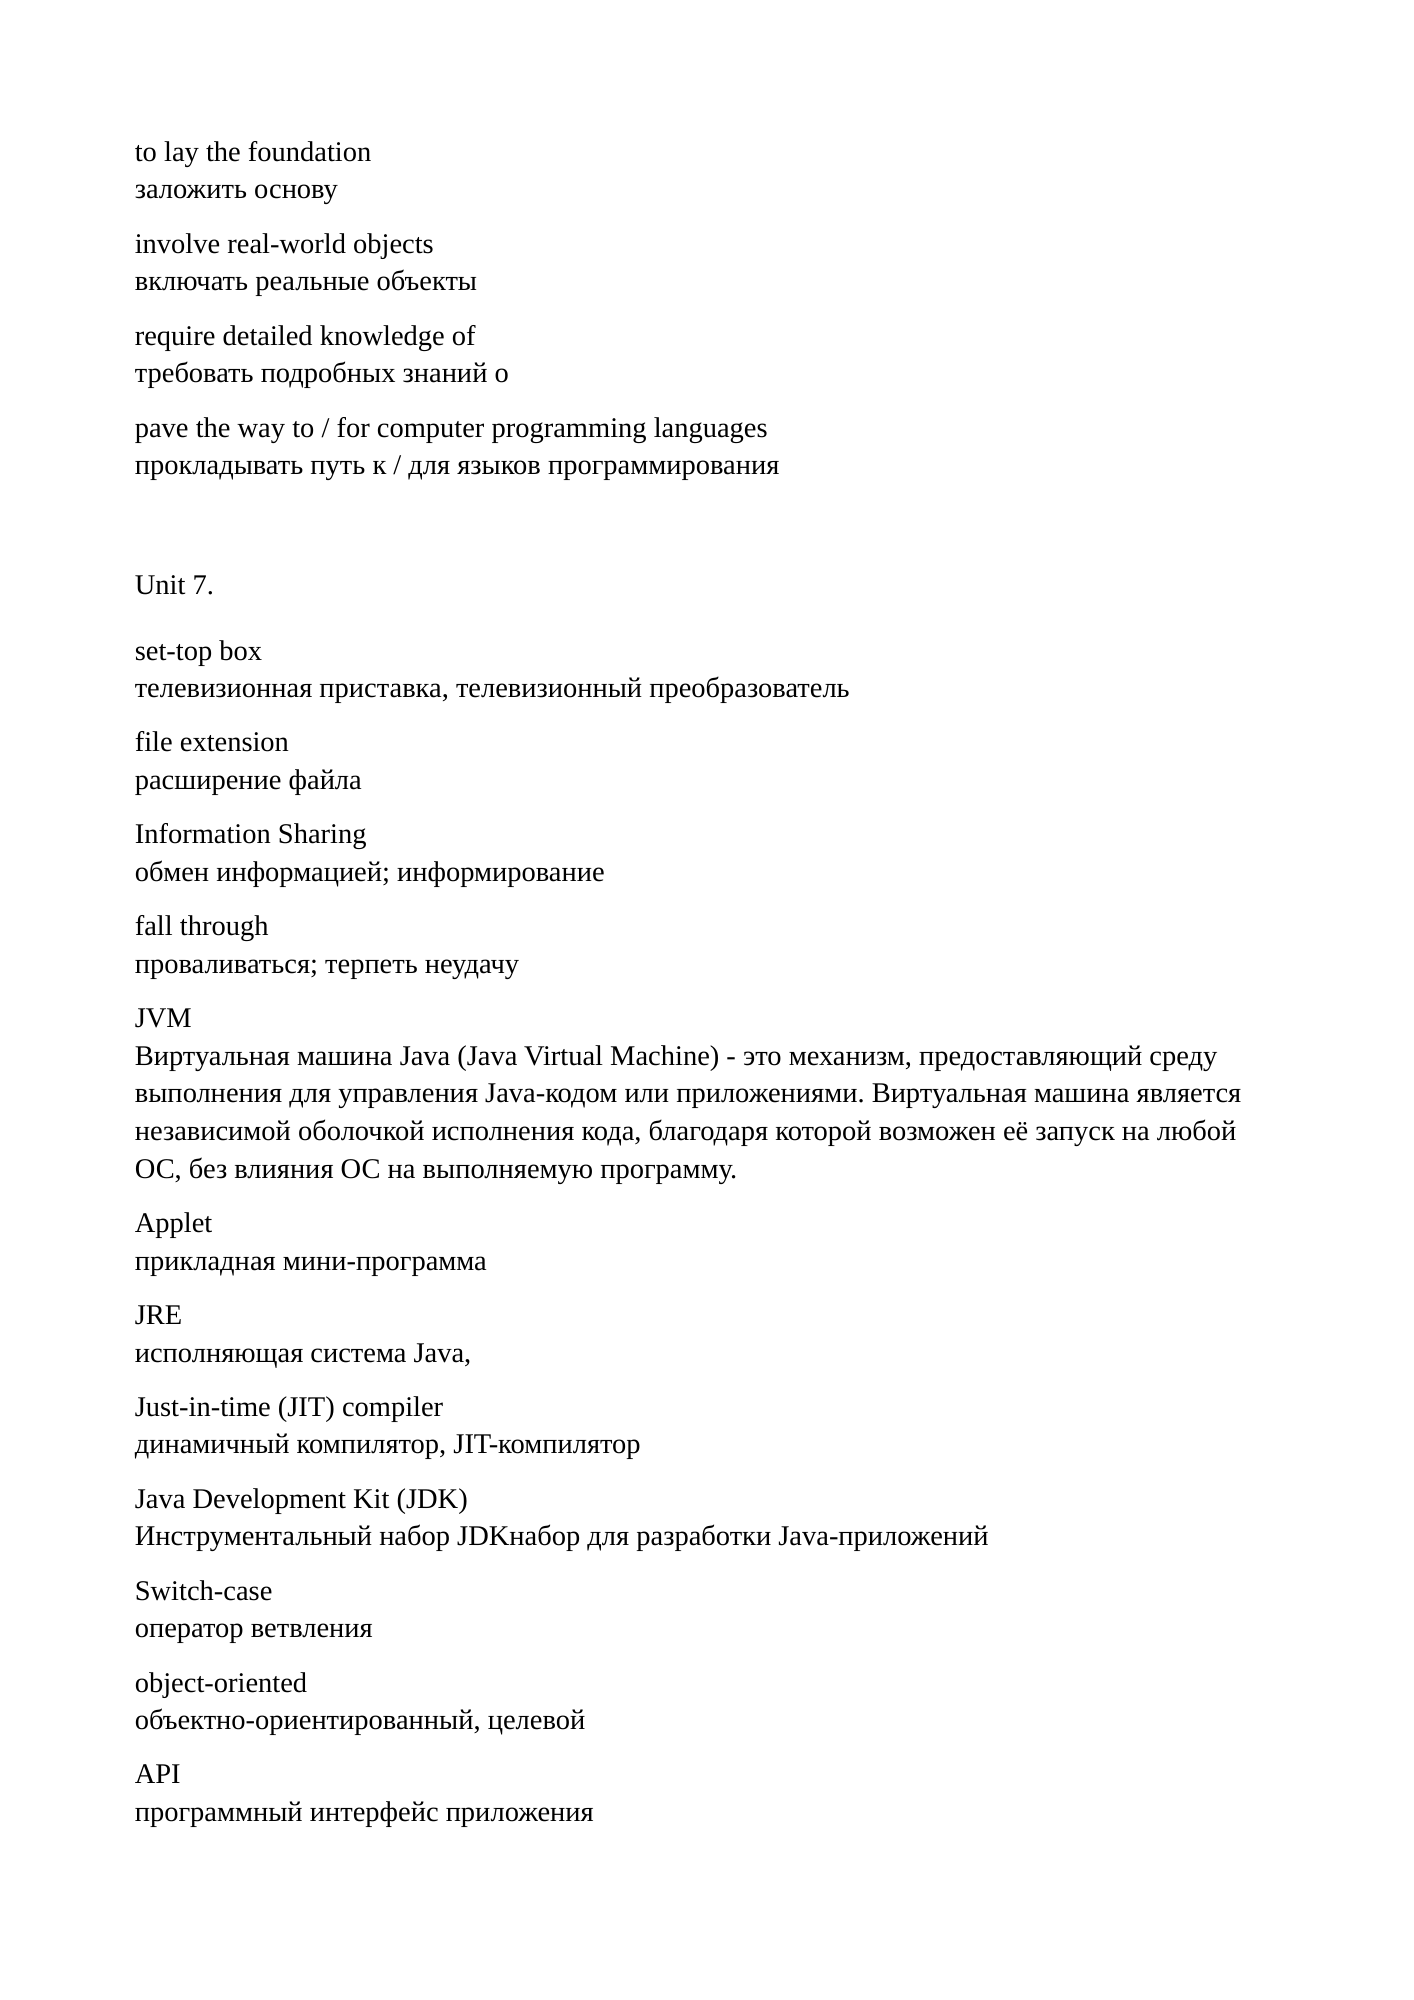 to lay the foundation
заложить основу
involve real-world objects
включать реальные объекты
require detailed knowledge of
требовать подробных знаний о
pave the way to / for computer programming languages
прокладывать путь к / для языков программирования
Unit 7.
set-top box
телевизионная приставка, телевизионный преобразователь
file extension
расширение файла
Information Sharing
обмен информацией; информирование
fall through
проваливаться; терпеть неудачу
JVM
Виртуальная машина Java (Java Virtual Machine) - это механизм, предоставляющий среду
выполнения для управления Java-кодом или приложениями. Виртуальная машина является
независимой оболочкой исполнения кода, благодаря которой возможен её запуск на любой
ОС, без влияния ОС на выполняемую программу.
Applet
прикладная мини-программа
JRE
исполняющая система Java,
Just-in-time (JIT) compiler
динамичный компилятор, JIT-компилятор
Java Development Kit (JDK)
Инструментальный набор JDKнабор для разработки Java-приложений
Switch-case
оператор ветвления
object-oriented
объектно-ориентированный, целевой
API
программный интерфейс приложения